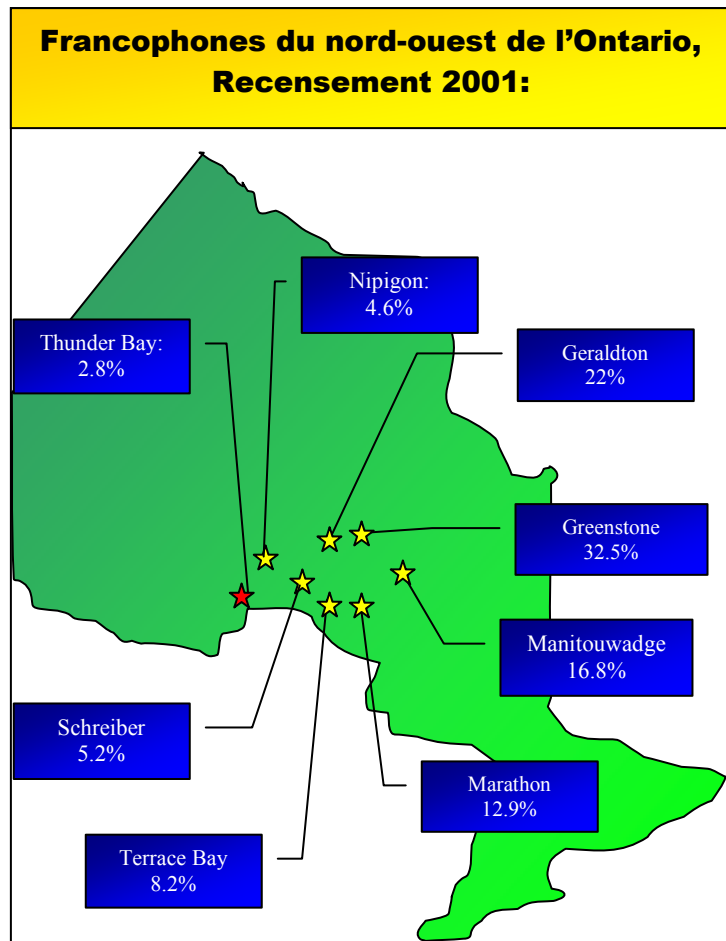 Francophones du nord-ouest de l’Ontario,
Recensement 2001:
Nipigon:
4.6%
Thunder Bay:
2.8%
Geraldton
22%
Greenstone
32.5%
Manitouwadge
16.8%
Schreiber
5.2%
Marathon
12.9%
Terrace Bay
8.2%